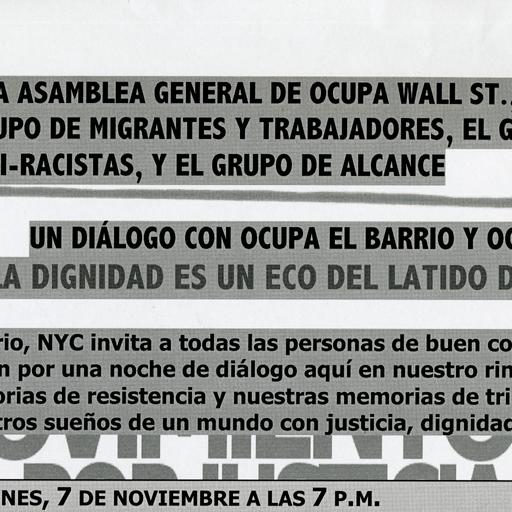 A ASAMBLEA GENERAL DE OCUPA WALL ST..
UPO DE MIGRANTES Y TRABAJADORES, EL G
I-RACISTAS, Y EL GRUPO DE ALCANCE
UN DIÁLOGO CON OCUPA EL BARRIO Y OC
LA DIGNIDAD ES UN ECO DEL LATIDO D
rio, NYC invita a todas las personas de buen co
n por una noche de diálogo aquí en nuestro rin
orias de resistencia y nuestras memorias de tri
tros sueños de un mundo con justicia, dignidad
OVIMIENTO
POR JUSTICIA
NES, 7 DE NOVIEMBRE A LAS 7 P.M.